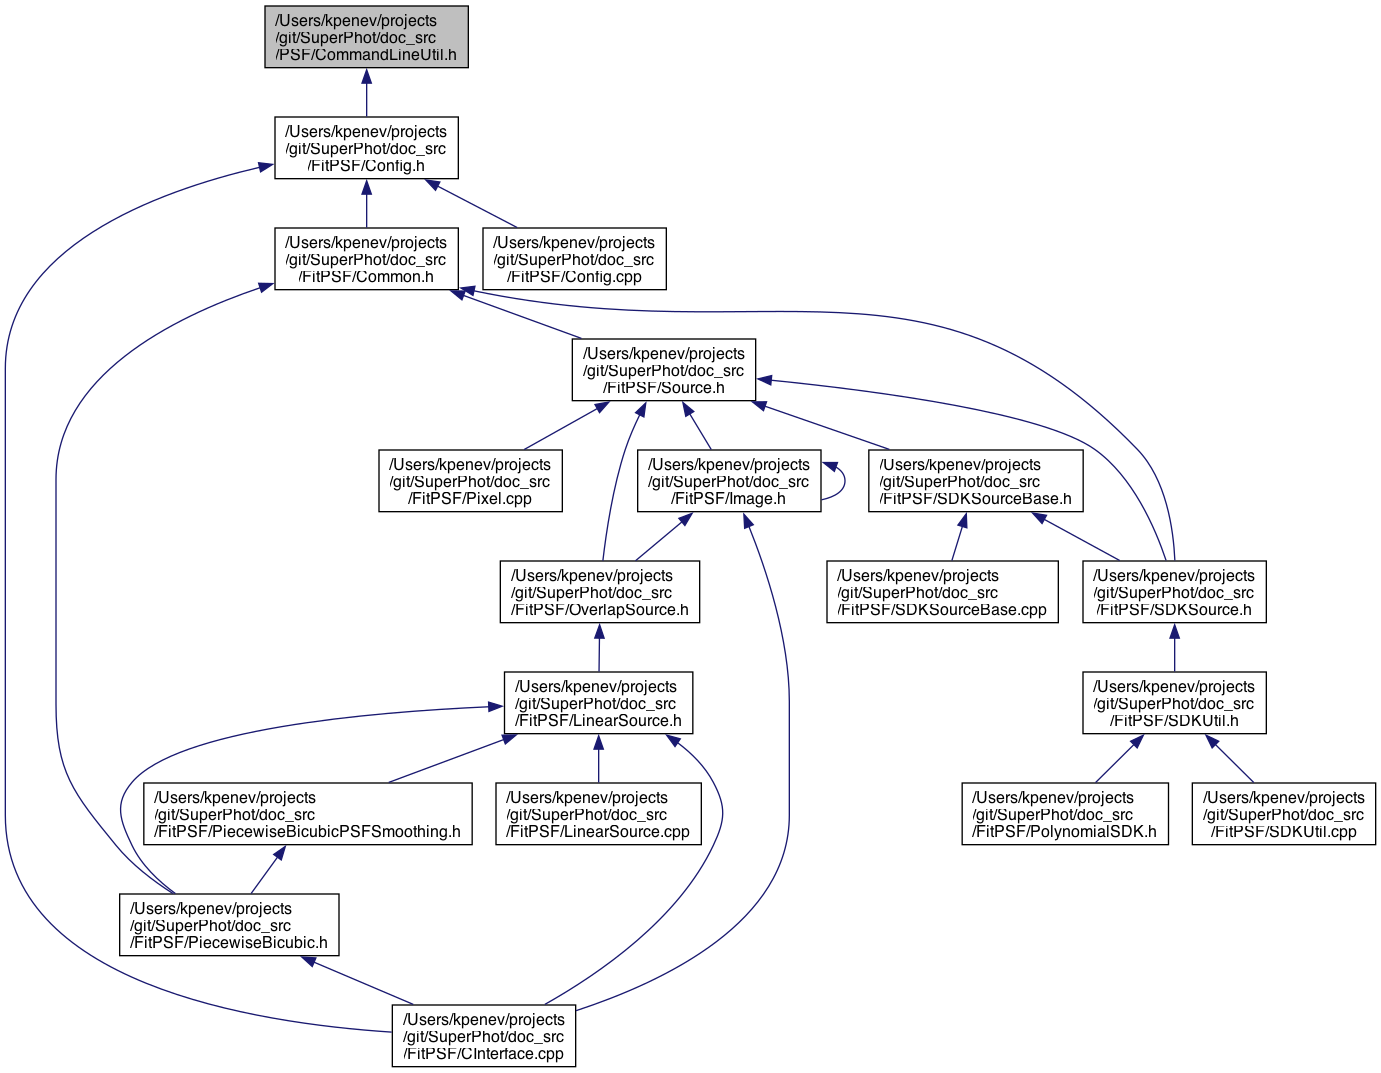 /Users/kpenev/projects
/git/SuperPhot/doc_src
/PSF/CommandLineUtil.h
/Users/kpenev/projects
/git/SuperPhot/doc_src
/FitPSF/Config.h
/Users/kpenev/projects
/git/SuperPhot/doc_src
/FitPSF/Common.h
/Users/kpenev/projects
/git/SuperPhot/doc_src
/FitPSF/Config.cpp
/Users/kpenev/projects
/git/SuperPhot/doc_src
/FitPSF/Source.h
/Users/kpenev/projects
/git/SuperPhot/doc_src
/FitPSF/Pixel.cpp
/Users/kpenev/projects
/git/SuperPhot/doc_src
/FitPSF/Image.h
/Users/kpenev/projects
/git/SuperPhot/doc_src
/FitPSF/SDKSourceBase.h
/Users/kpenev/projects
/git/SuperPhot/doc_src
/FitPSF/OverlapSource.h
/Users/kpenev/projects
/git/SuperPhot/doc_src
/FitPSF/SDKSourceBase.cpp
/Users/kpenev/projects
/git/SuperPhot/doc_src
/FitPSF/SDKSource.h
/Users/kpenev/projects
/git/SuperPhot/doc_src
/FitPSF/LinearSource.h
/Users/kpenev/projects
/git/SuperPhot/doc_src
/FitPSF/SDKUtil.h
/Users/kpenev/projects
/git/SuperPhot/doc_src
/FitPSF/PiecewiseBicubicPSFSmoothing.h
/Users/kpenev/projects
/git/SuperPhot/doc_src
/FitPSF/LinearSource.cpp
/Users/kpenev/projects
/git/SuperPhot/doc_src
/FitPSF/PolynomialSDK.h
/Users/kpenev/projects
/git/SuperPhot/doc_src
/FitPSF/SDKUtil.cpp
/Users/kpenev/projects
/git/SuperPhot/doc_src
/FitPSF/PiecewiseBicubic.h
/Users/kpenev/projects
/git/SuperPhot/doc_src
/FitPSF/CInterface.cpp